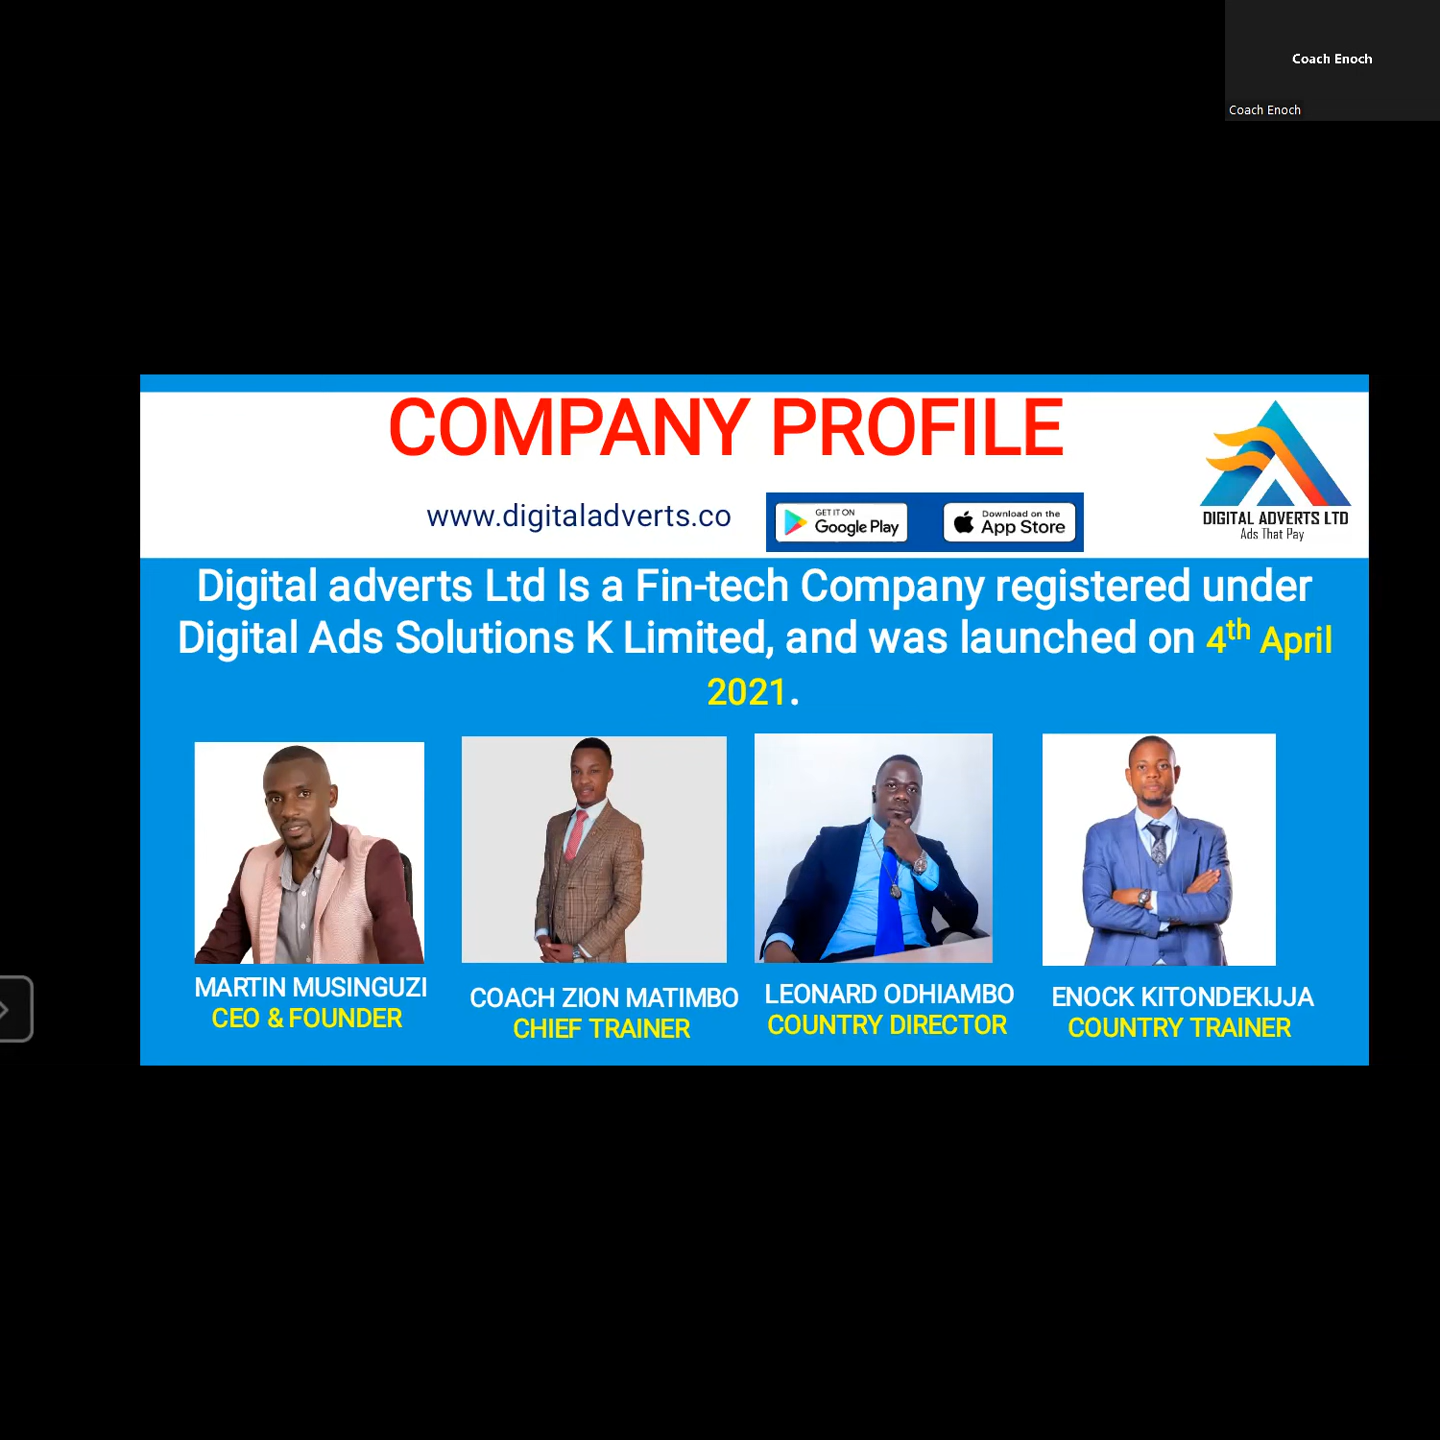 Coach Enoch
Coach Enoch
COMPANY PROFILE
www.digitaladverts.co
GET IT ON
Google Play
Download on the
App Store
DIGITAL ADVERTS LTD
Ads That Pay
Digital adverts Ltd Is a Fin-tech Company registered under
Digital Ads Solutions K Limited, and was launched on 4th April
2021.
MARTIN MUSINGUZI
CEO & FOUNDER
COACH ZION MATIMBO
CHIEF TRAINER
LEONARD ODHIAMBO
COUNTRY DIRECTOR
ENOCK KITONDEKIJJA
COUNTRY TRAINER